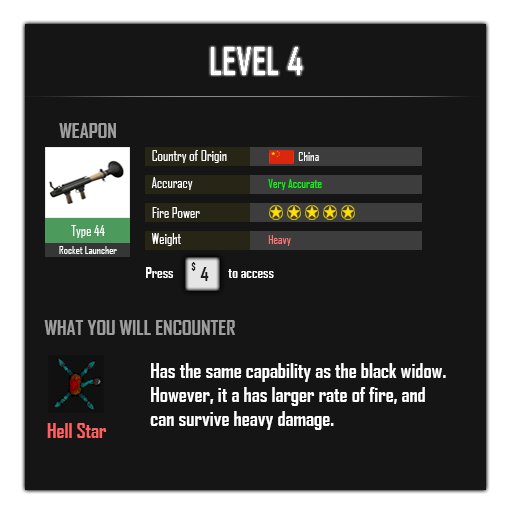 LEVEL 4
WEAPON
Type 44
Rocket Launcher
Country of Origin China
Accuracy Very Accurate
Fire Power
Weight Heavy
Press $ 4 to access
WHAT YOU WILL ENCOUNTER
Hell Star
Has the same capability as the black widow.
However, it a has larger rate of fire, and
can survive heavy damage.